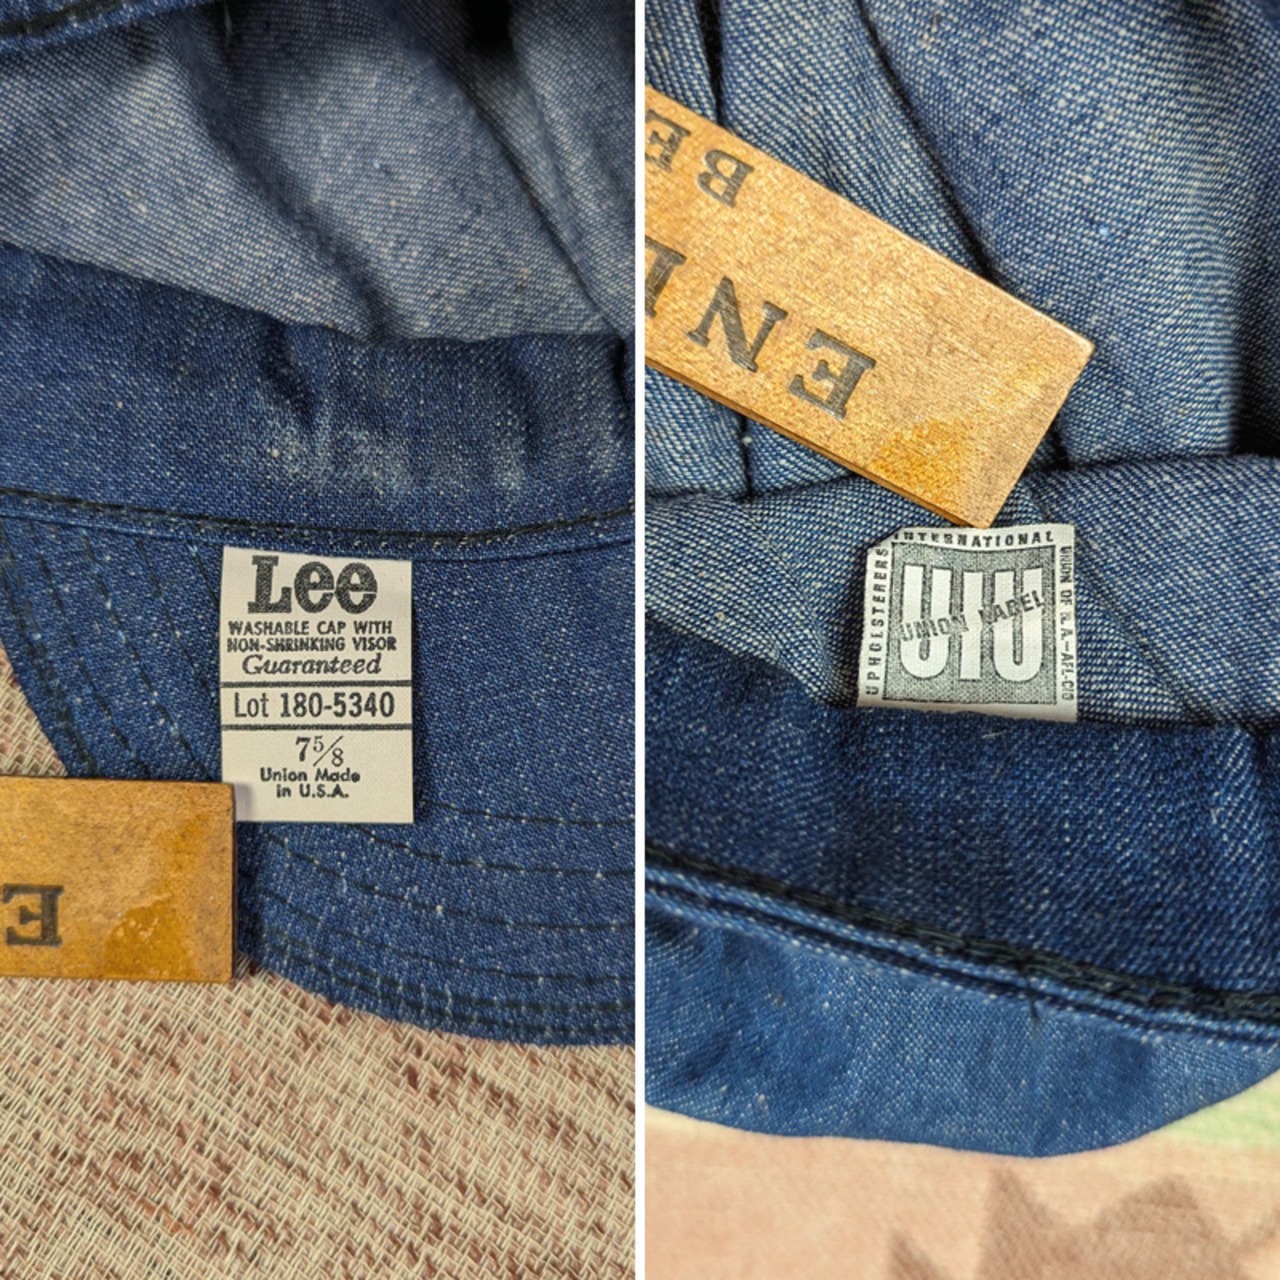 Lee
WASHABLE CAP WITH
NON-SHRINKING VISOR
Guaranteed
Lot 180-5340
7 5/8
Union Made
in U.S.A.
E
BE
ENI
INTERNATIONAL
UPHOLSTERERS
UIU
UNION LABEL
UNION OF N.A.-AFL-CIO